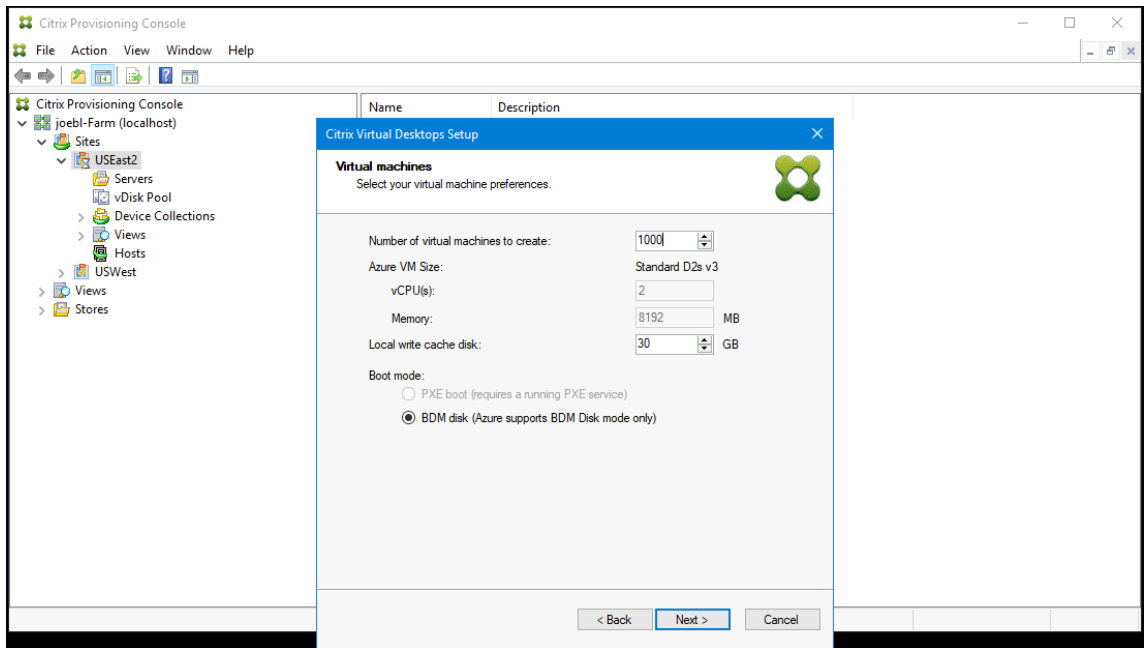 Citrix Provisioning Console
File Action View Window Help
Citrix Provisioning Console
joebl-Farm (localhost)
Sites
USEast2
Servers
vDisk Pool
Device Collections
Views
Hosts
USWest
Views
Stores
Name Description
Citrix Virtual Desktops Setup
Virtual machines
Select your virtual machine preferences.
Number of virtual machines to create: 1000
Azure VM Size: Standard D2s v3
vCPU(s): 2
Memory: 8192 MB
Local write cache disk: 30 GB
Boot mode:
PXE boot (requires a running PXE service)
BDM disk (Azure supports BDM Disk mode only)
< Back Next > Cancel